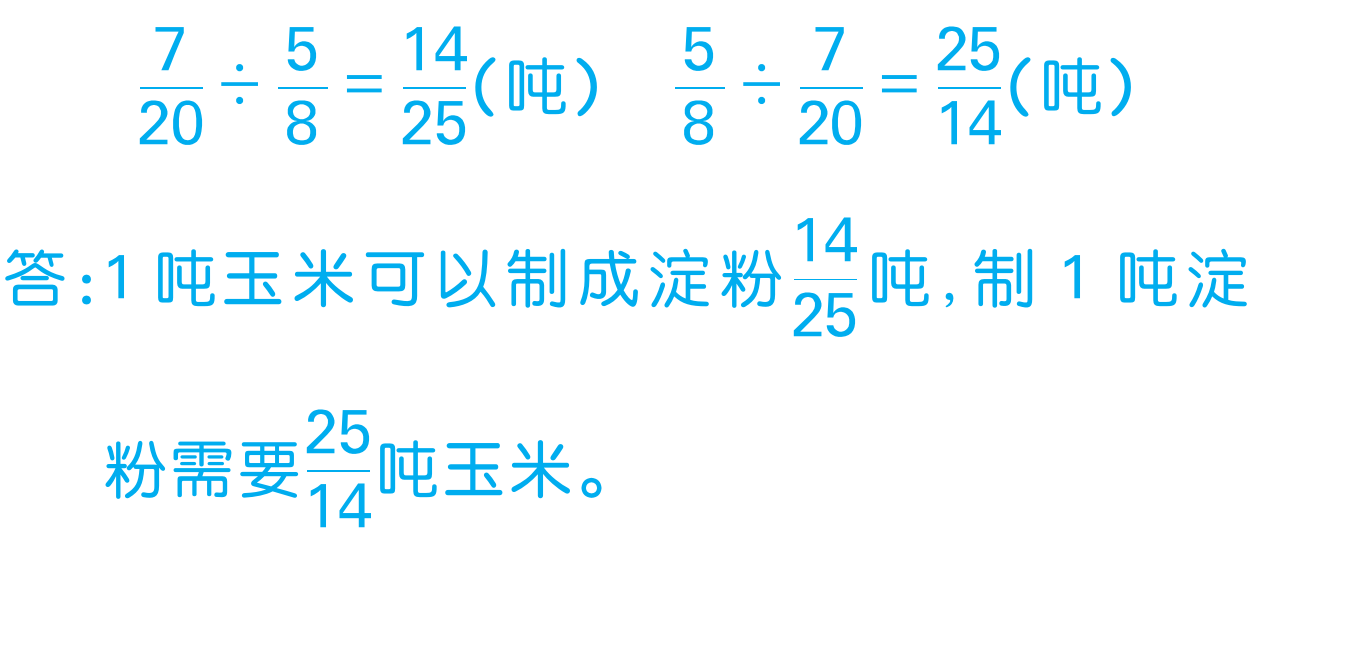 7/20 ÷ 5/8 = 14/25(吨) 5/8 ÷ 7/20 = 25/14(吨)
答:1 吨玉米可以制成淀粉14/25吨,制 1 吨淀
粉需要25/14吨玉米。